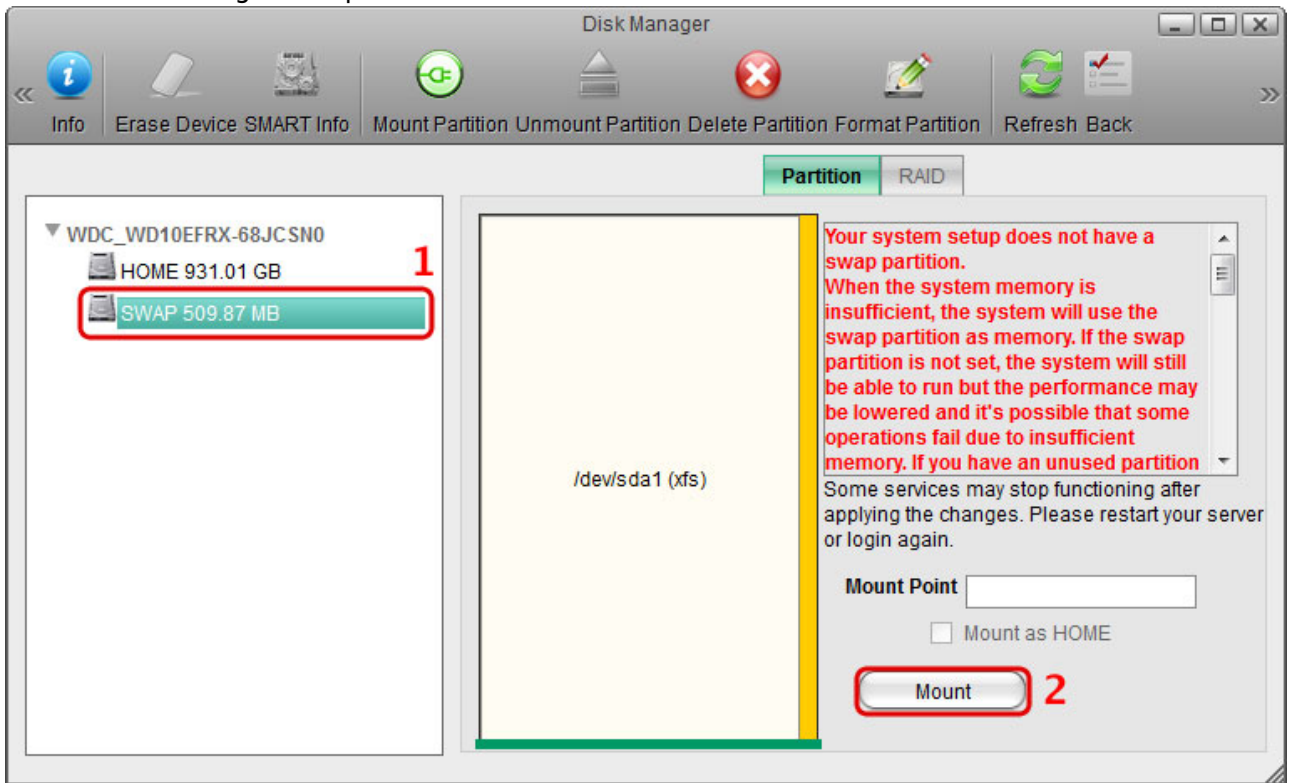 Disk Manager
Info Erase Device SMART Info Mount Partition Unmount Partition Delete Partition Format Partition Refresh Back
Partition RAID
WDC_WD10EFRX-68JCSN0
HOME 931.01 GB
1
SWAP 509.87 MB
/dev/sda1 (xfs)
Your system setup does not have a
swap partition.
When the system memory is
insufficient, the system will use the
swap partition as memory. If the swap
partition is not set, the system will still
be able to run but the performance may
be lowered and it's possible that some
operations fail due to insufficient
memory. If you have an unused partition
Some services may stop functioning after
applying the changes. Please restart your server
or login again.
Mount Point
Mount as HOME
Mount 2